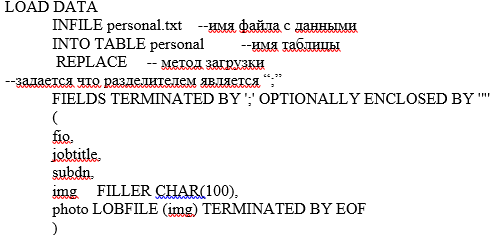 LOAD DATA
INFILE personal.txt --имя файла с данными
INTO TABLE personal --имя таблицы
REPLACE -- метод загрузки
--задается что разделителем является “;”
FIELDS TERMINATED BY ';' OPTIONALLY ENCLOSED BY '"'
(
fio,
jobtitle,
subdn,
img FILLER CHAR(100),
photo LOBFILE (img) TERMINATED BY EOF
)